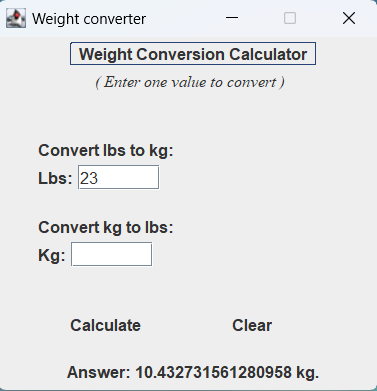 Weight converter
Weight Conversion Calculator
( Enter one value to convert )
Convert lbs to kg:
Lbs: 23
Convert kg to lbs:
Kg:
Calculate Clear
Answer: 10.432731561280958 kg.